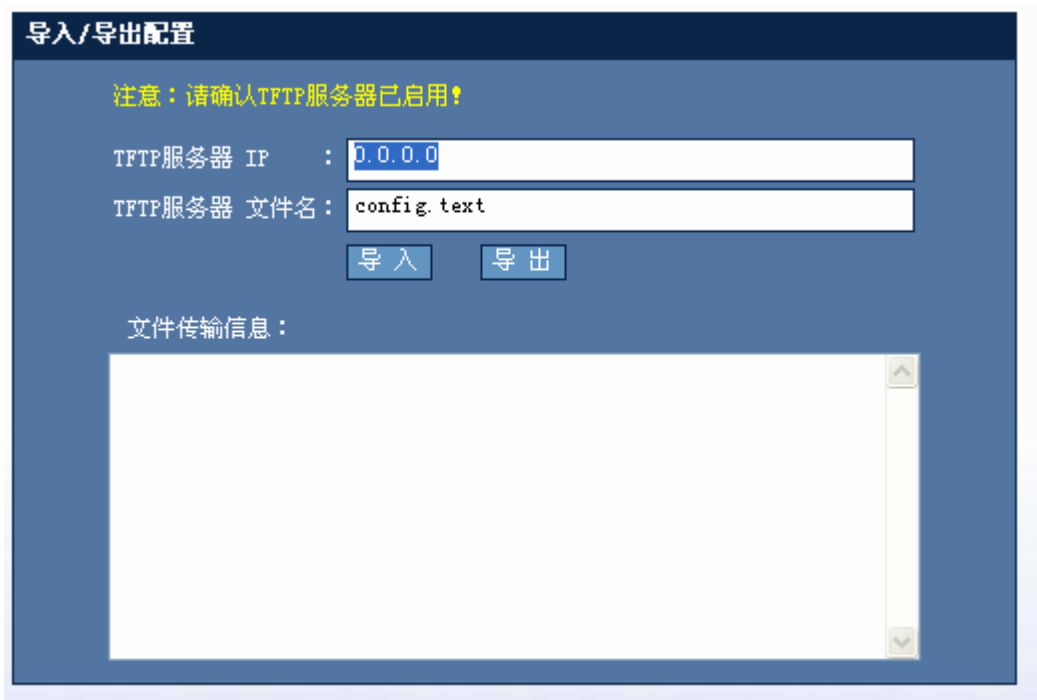 导入/导出配置
注意：请确认TFTP服务器已启用！
TFTP服务器 IP ： 0.0.0.0
TFTP服务器 文件名： config.text
导 入 导 出
文件传输信息：